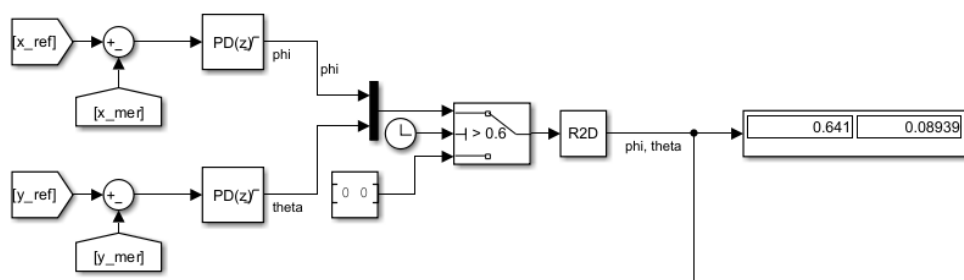 [x_ref]
+
_
PD(z)
phi
phi
[x_mer]
> 0.6
R2D
phi, theta
0.641
0.08939
0 0
[y_ref]
+
_
PD(z)
theta
[y_mer]